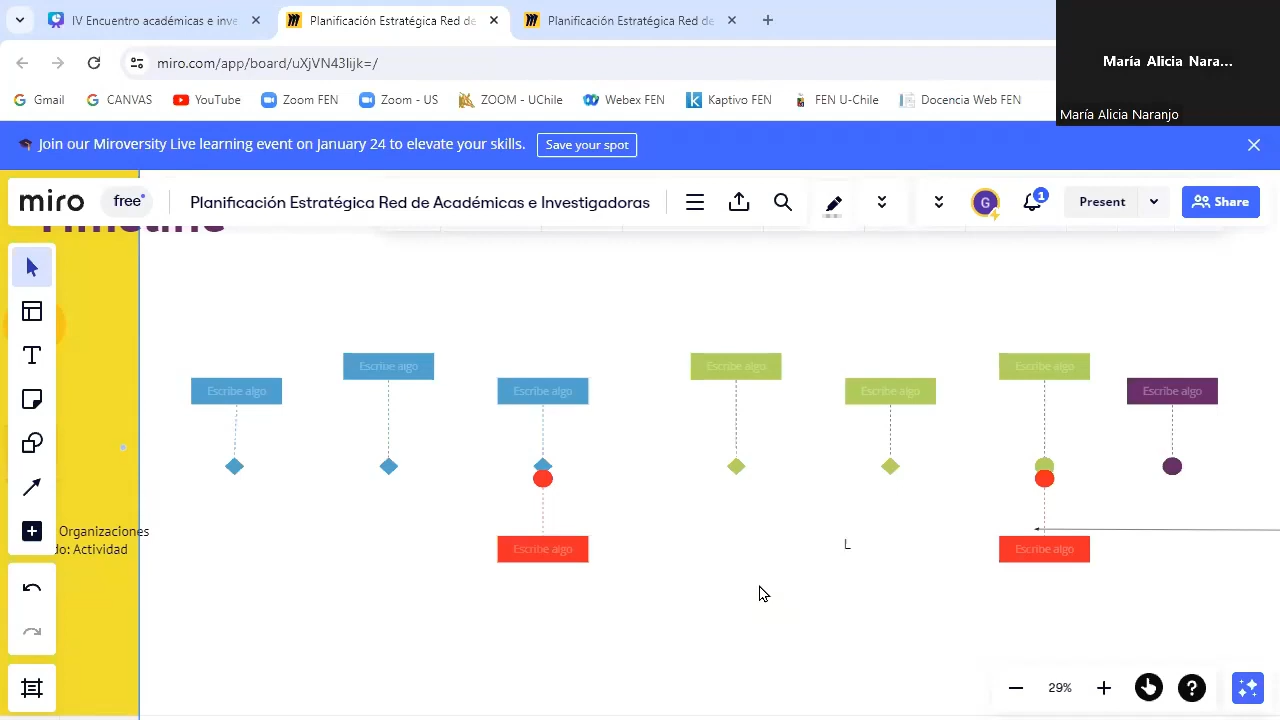 IV Encuentro académicas e inve
Planificación Estratégica Red de
Planificación Estratégica Red de
miro.com/app/board/uXjVN43Iijk=/
Gmail
CANVAS
YouTube
Zoom FEN
Zoom - US
ZOOM - UChile
Webex FEN
Kaptivo FEN
FEN U-Chile
Docencia Web FEN
María Alicia Nara...
María Alicia Naranjo
Join our Miroversity Live learning event on January 24 to elevate your skills.
Save your spot
miro
free
Planificación Estratégica Red de Académicas e Investigadoras
G
1
Present
Share
Timeline
Escribe algo
Escribe algo
Escribe algo
Escribe algo
Escribe algo
Escribe algo
Escribe algo
Organizaciones
do: Actividad
L
Escribe algo
Escribe algo
29%